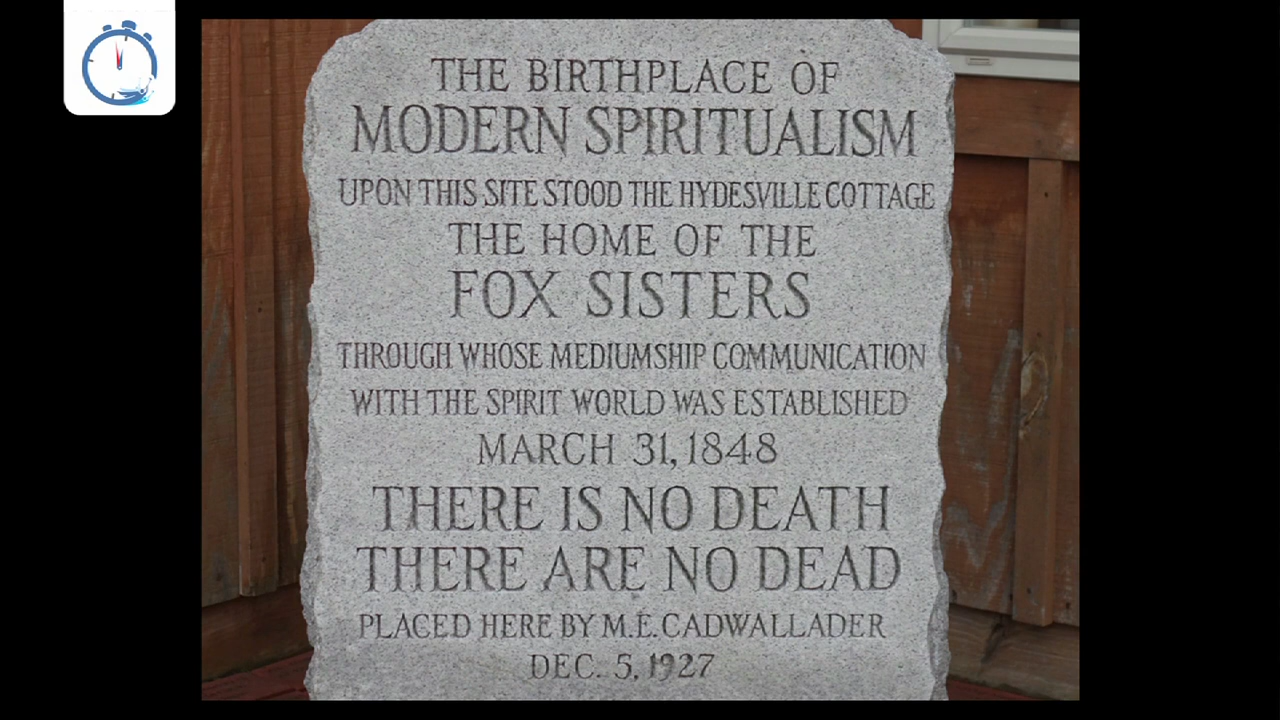 THE BIRTHPLACE OF
MODERN SPIRITUALISM
UPON THIS SITE STOOD THE HYDESVILLE COTTAGE
THE HOME OF THE
FOX SISTERS
THROUGH WHOSE MEDIUMSHIP COMMUNICATION
WITH THE SPIRIT WORLD WAS ESTABLISHED
MARCH 31, 1848
THERE IS NO DEATH
THERE ARE NO DEAD
PLACED HERE BY M.E. CADWALLADER
DEC. 5, 1927